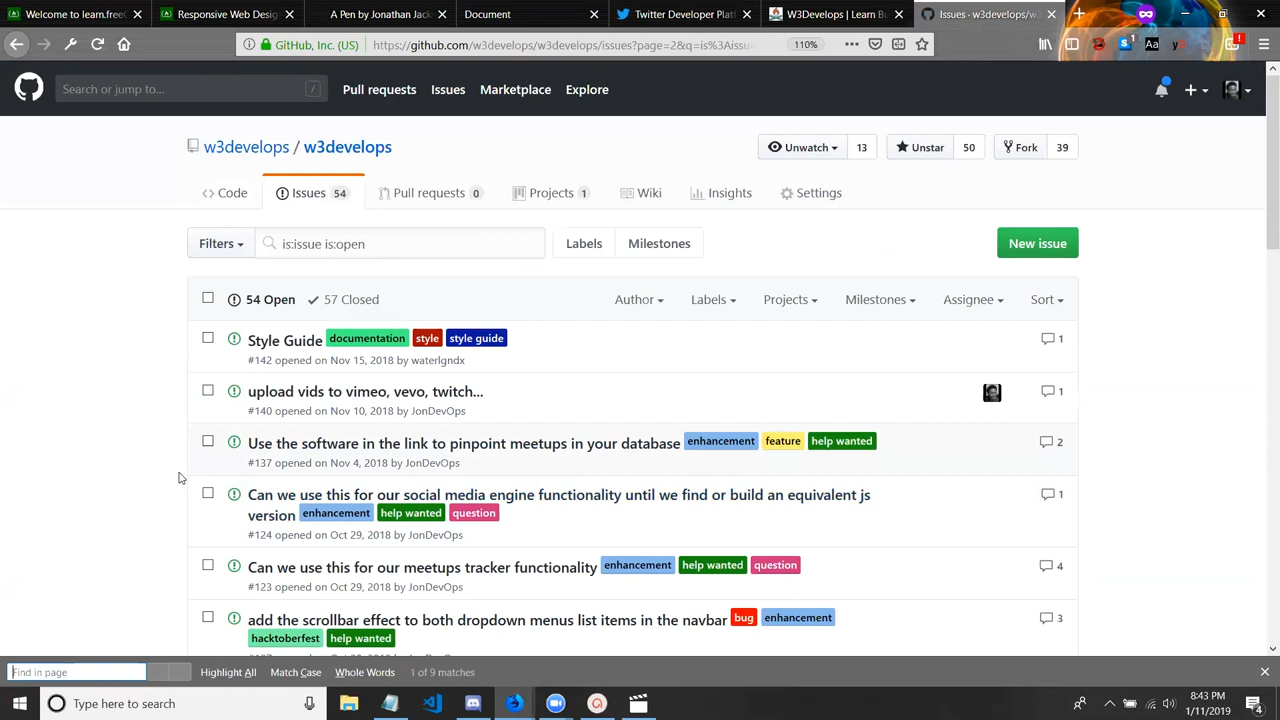 Welcome to learn.freeC
Responsive Web Desig
A Pen by Jonathan Jack
Document
Twitter Developer Plat
W3Develops | Learn B
Issues · w3develops/w3
GitHub, Inc. (US)
https://github.com/w3develops/w3develops/issues?page=2&q=is%3Aissu
110%
Search or jump to...
/
Pull requests
Issues
Marketplace
Explore
w3develops / w3develops
Unwatch
13
Unstar
50
Fork
39
Code
Issues 54
Pull requests 0
Projects 1
Wiki
Insights
Settings
Filters
is:issue is:open
Labels
Milestones
New issue
54 Open
57 Closed
Author
Labels
Projects
Milestones
Assignee
Sort
Style Guide documentation style style guide
1
#142 opened on Nov 15, 2018 by waterlgndx
upload vids to vimeo, vevo, twitch...
1
#140 opened on Nov 10, 2018 by JonDevOps
Use the software in the link to pinpoint meetups in your database enhancement feature help wanted
2
#137 opened on Nov 4, 2018 by JonDevOps
Can we use this for our social media engine functionality until we find or build an equivalent js
1
version enhancement help wanted question
#124 opened on Oct 29, 2018 by JonDevOps
Can we use this for our meetups tracker functionality enhancement help wanted question
4
#123 opened on Oct 29, 2018 by JonDevOps
add the scrollbar effect to both dropdown menus list items in the navbar bug enhancement
3
hacktoberfest help wanted
Find in page
Highlight All
Match Case
Whole Words
1 of 9 matches
Type here to search
8:43 PM
1/11/2019